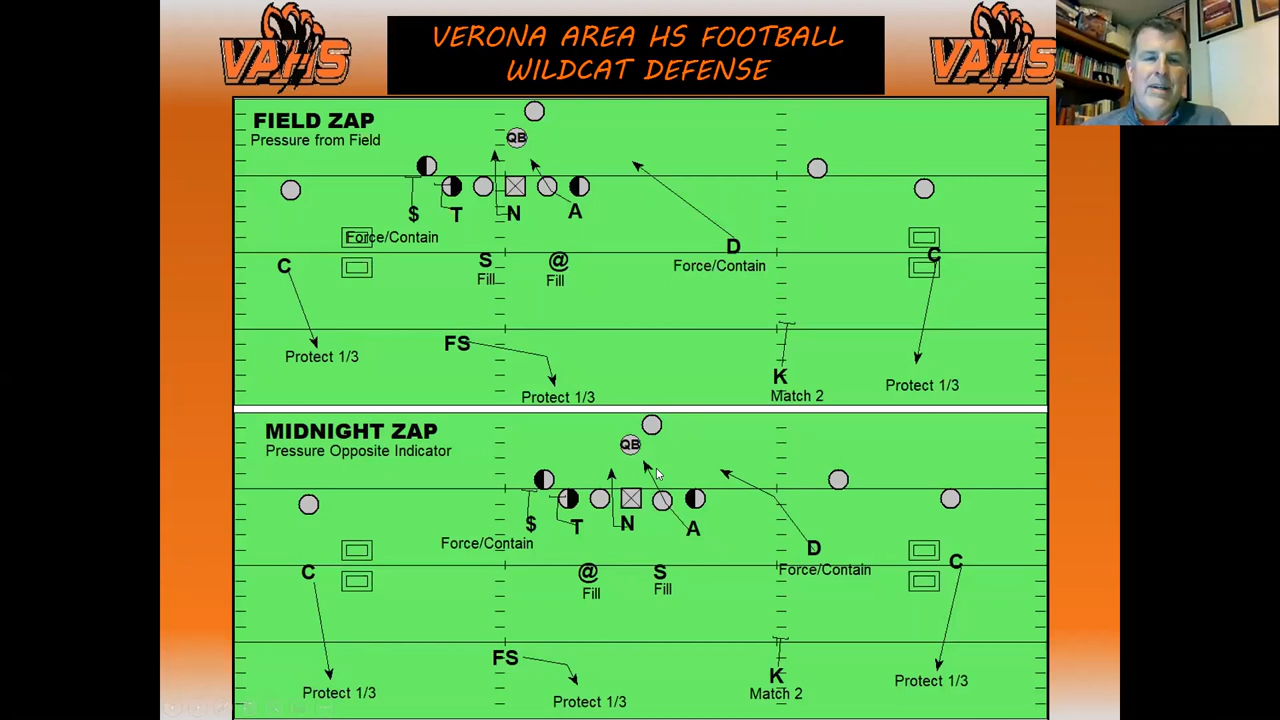 VAHS
VERONA AREA HS FOOTBALL
WILDCAT DEFENSE
VAHS
FIELD ZAP
Pressure from Field
QB
$ T N A
Force/Contain
D
Force/Contain
C
S
Fill
@
Fill
C
Protect 1/3
FS
Protect 1/3
K
Match 2
Protect 1/3
MIDNIGHT ZAP
Pressure Opposite Indicator
QB
$ T N A
Force/Contain
D
Force/Contain
C
@
Fill
S
Fill
C
Protect 1/3
FS
Protect 1/3
K
Match 2
Protect 1/3